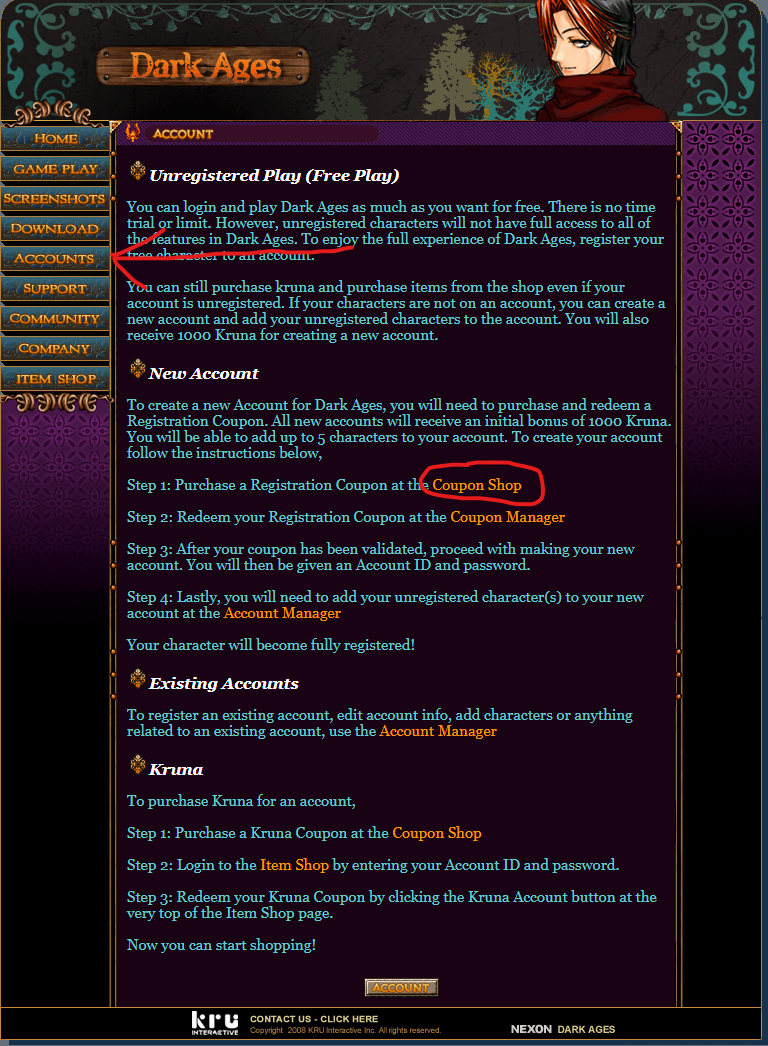 Dark Ages
HOME
GAME PLAY
SCREENSHOTS
DOWNLOAD
ACCOUNTS
SUPPORT
COMMUNITY
COMPANY
ITEM SHOP
ACCOUNT
Unregistered Play (Free Play)
You can login and play Dark Ages as much as you want for free. There is no time
trial or limit. However, unregistered characters will not have full access to all of
the features in Dark Ages. To enjoy the full experience of Dark Ages, register your
free character to an account.
You can still purchase kruna and purchase items from the shop even if your
account is unregistered. If your characters are not on an account, you can create a
new account and add your unregistered characters to the account. You will also
receive 1000 Kruna for creating a new account.
New Account
To create a new Account for Dark Ages, you will need to purchase and redeem a
Registration Coupon. All new accounts will receive an initial bonus of 1000 Kruna.
You will be able to add up to 5 characters to your account. To create your account
follow the instructions below,
Step 1: Purchase a Registration Coupon at the Coupon Shop
Step 2: Redeem your Registration Coupon at the Coupon Manager
Step 3: After your coupon has been validated, proceed with making your new
account. You will then be given an Account ID and password.
Step 4: Lastly, you will need to add your unregistered character(s) to your new
account at the Account Manager
Your character will become fully registered!
Existing Accounts
To register an existing account, edit account info, add characters or anything
related to an existing account, use the Account Manager
Kruna
To purchase Kruna for an account,
Step 1: Purchase a Kruna Coupon at the Coupon Shop
Step 2: Login to the Item Shop by entering your Account ID and password.
Step 3: Redeem your Kruna Coupon by clicking the Kruna Account button at the
very top of the Item Shop page.
Now you can start shopping!
ACCOUNT
kru INTERACTIVE
CONTACT US - CLICK HERE
Copyright 2008 KRU Interactive Inc. All rights reserved.
NEXON DARK AGES